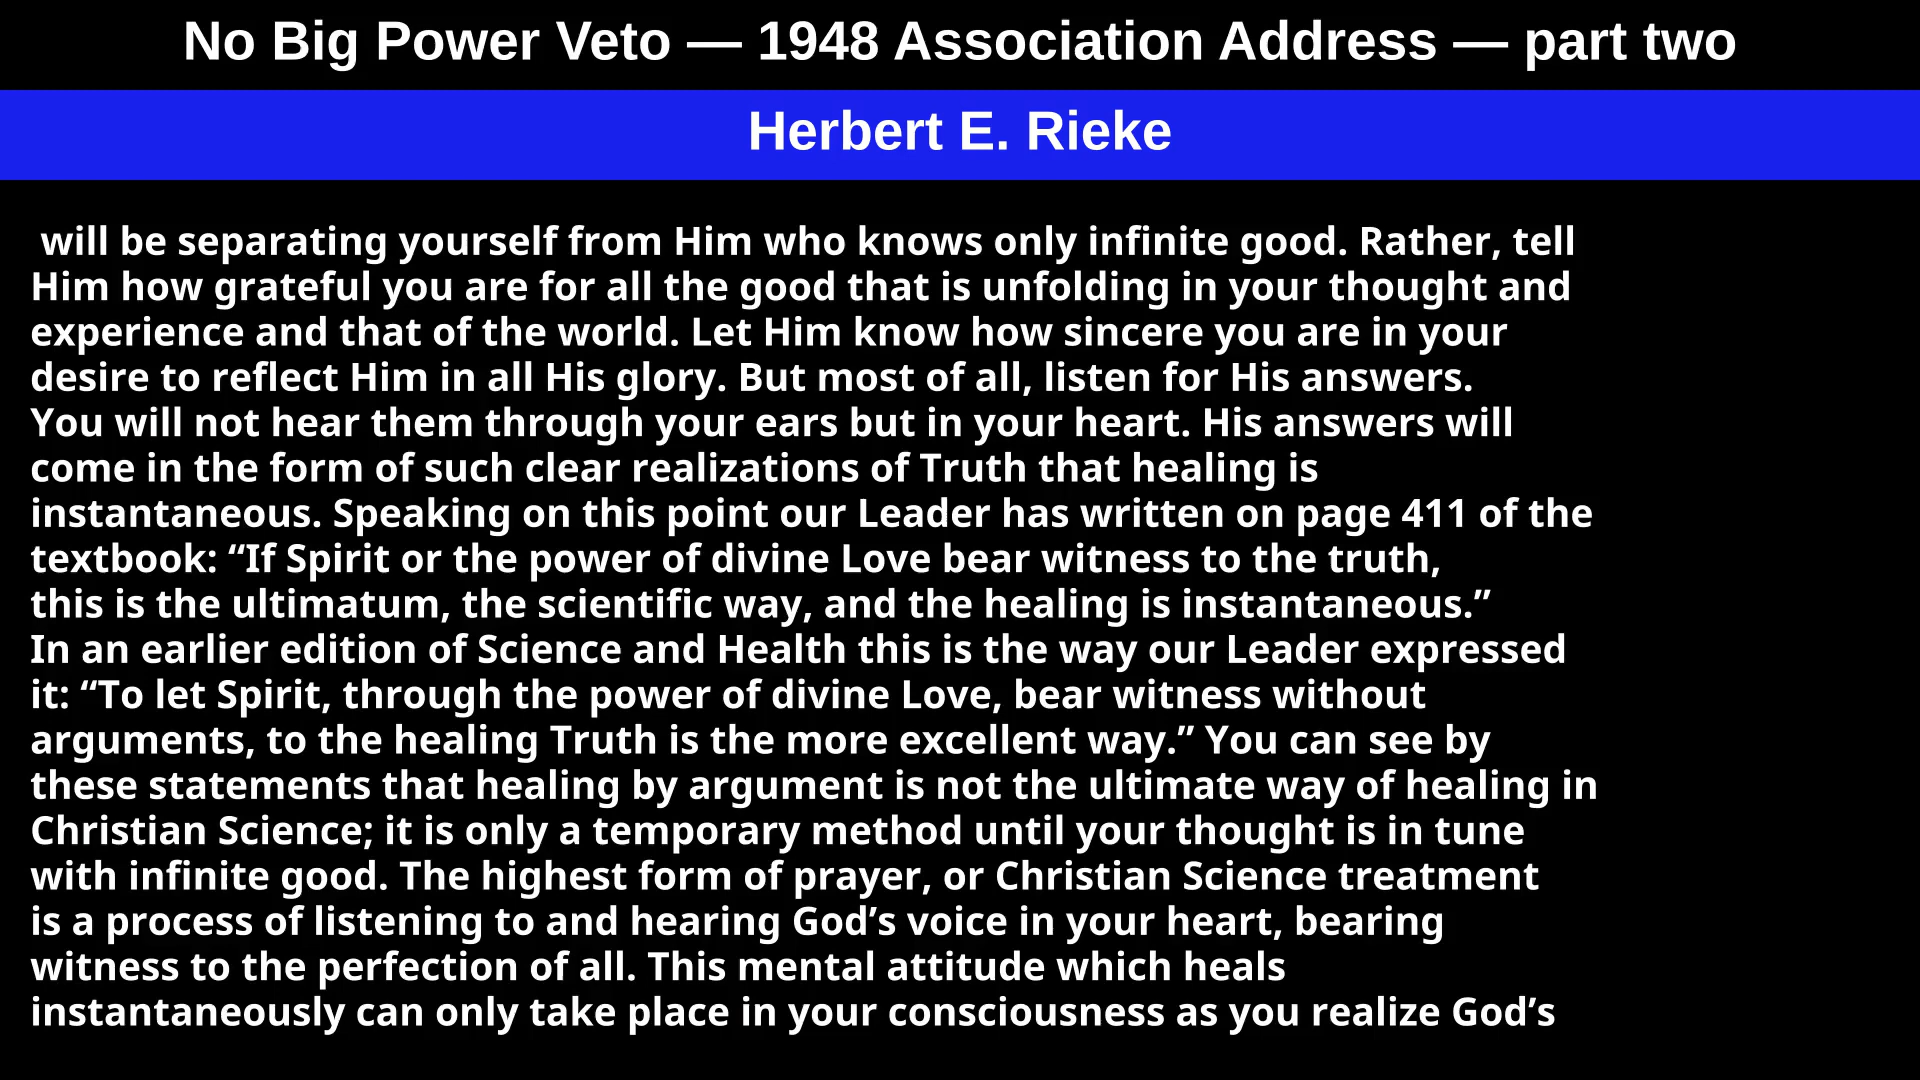 No Big Power Veto — 1948 Association Address — part two
Herbert E. Rieke
will be separating yourself from Him who knows only infinite good. Rather, tell
Him how grateful you are for all the good that is unfolding in your thought and
experience and that of the world. Let Him know how sincere you are in your
desire to reflect Him in all His glory. But most of all, listen for His answers.
You will not hear them through your ears but in your heart. His answers will
come in the form of such clear realizations of Truth that healing is
instantaneous. Speaking on this point our Leader has written on page 411 of the
textbook: “If Spirit or the power of divine Love bear witness to the truth,
this is the ultimatum, the scientific way, and the healing is instantaneous.”
In an earlier edition of Science and Health this is the way our Leader expressed
it: “To let Spirit, through the power of divine Love, bear witness without
arguments, to the healing Truth is the more excellent way.” You can see by
these statements that healing by argument is not the ultimate way of healing in
Christian Science; it is only a temporary method until your thought is in tune
with infinite good. The highest form of prayer, or Christian Science treatment
is a process of listening to and hearing God’s voice in your heart, bearing
witness to the perfection of all. This mental attitude which heals
instantaneously can only take place in your consciousness as you realize God’s